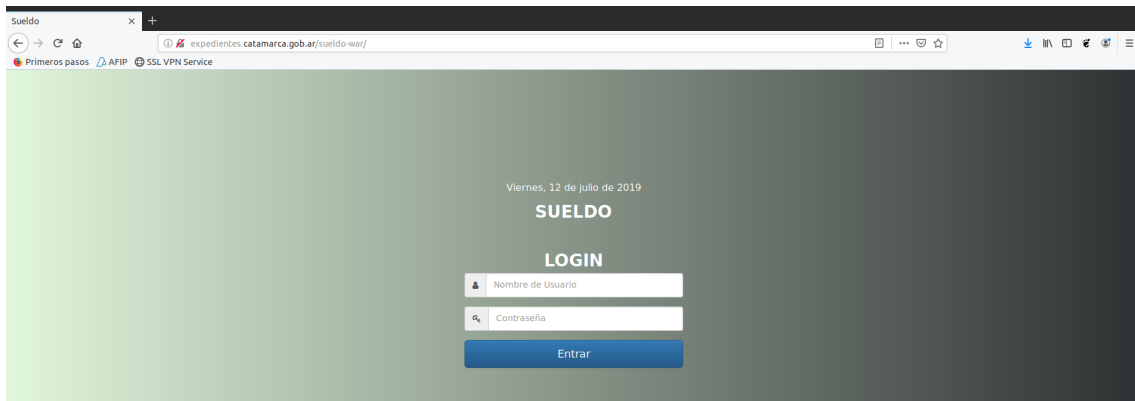 Sueldo
expedientes.catamarca.gob.ar/sueldo-war/
Primeros pasos AFIP SSL VPN Service
Viernes, 12 de julio de 2019
SUELDO
LOGIN
Nombre de Usuario
Contraseña
Entrar